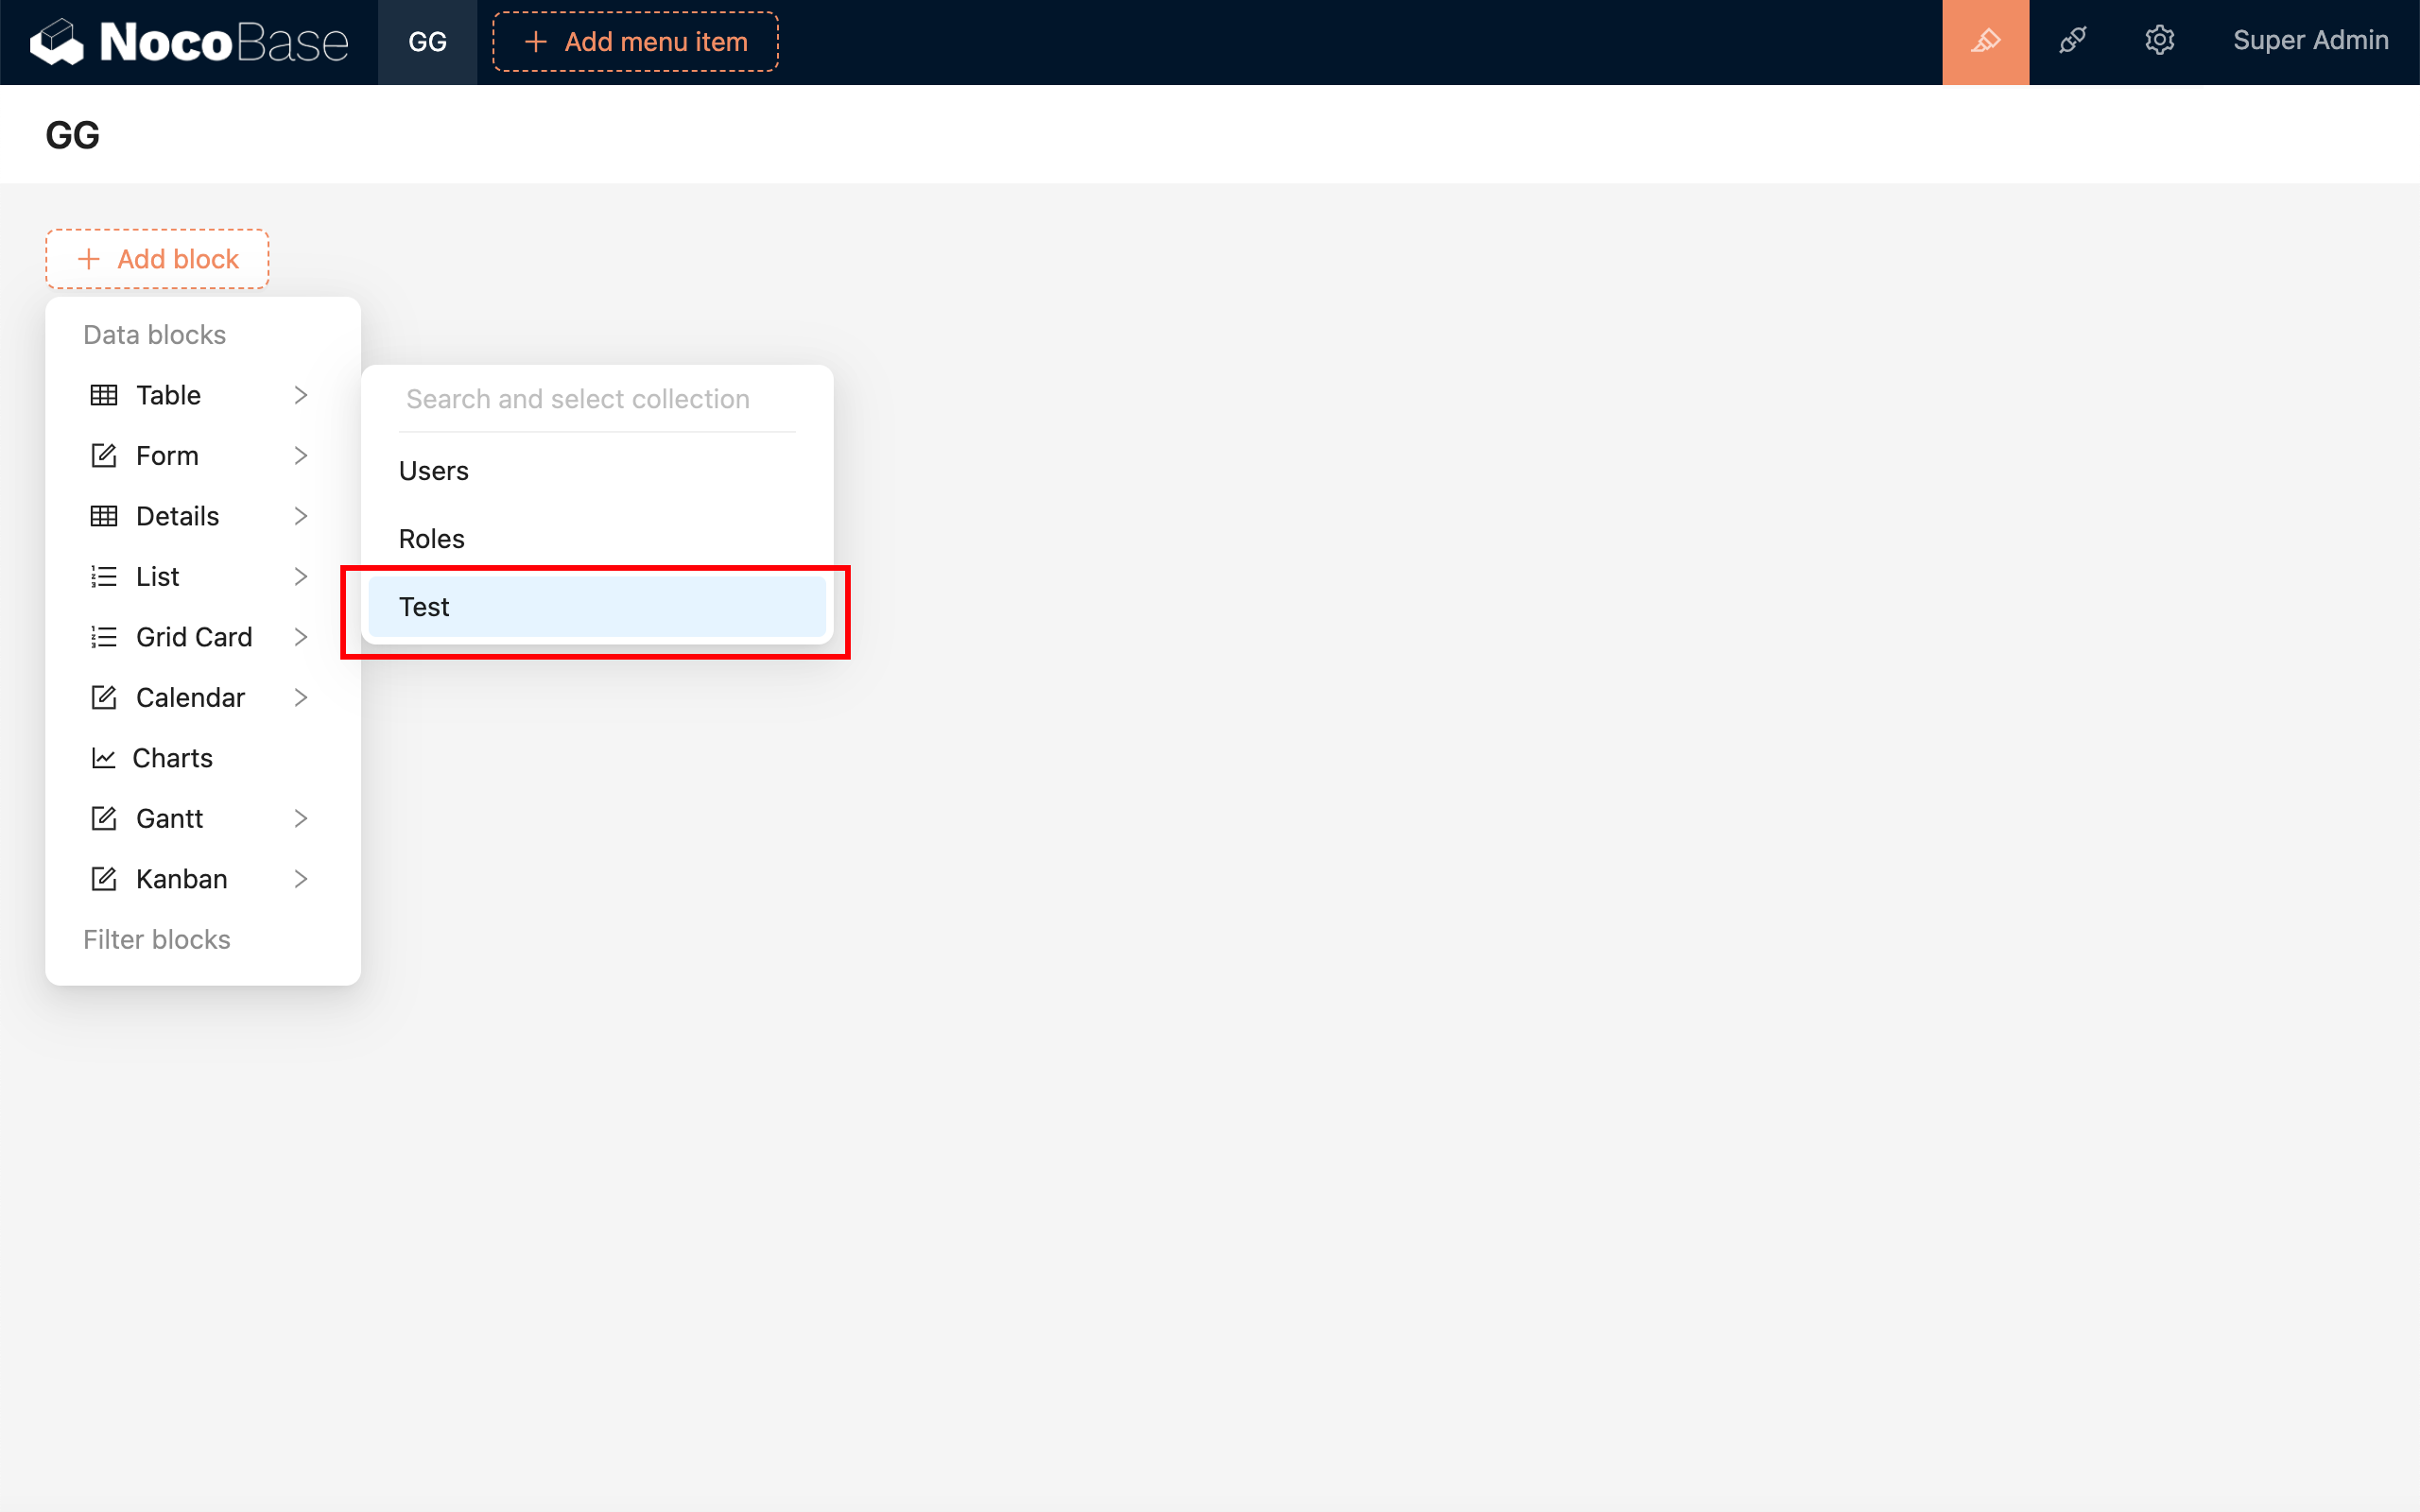 NocoBase
GG
Add menu item
Super Admin
GG
Add block
Data blocks
Table
Form
Details
List
Grid Card
Calendar
Charts
Gantt
Kanban
Filter blocks
Search and select collection
Users
Roles
Test